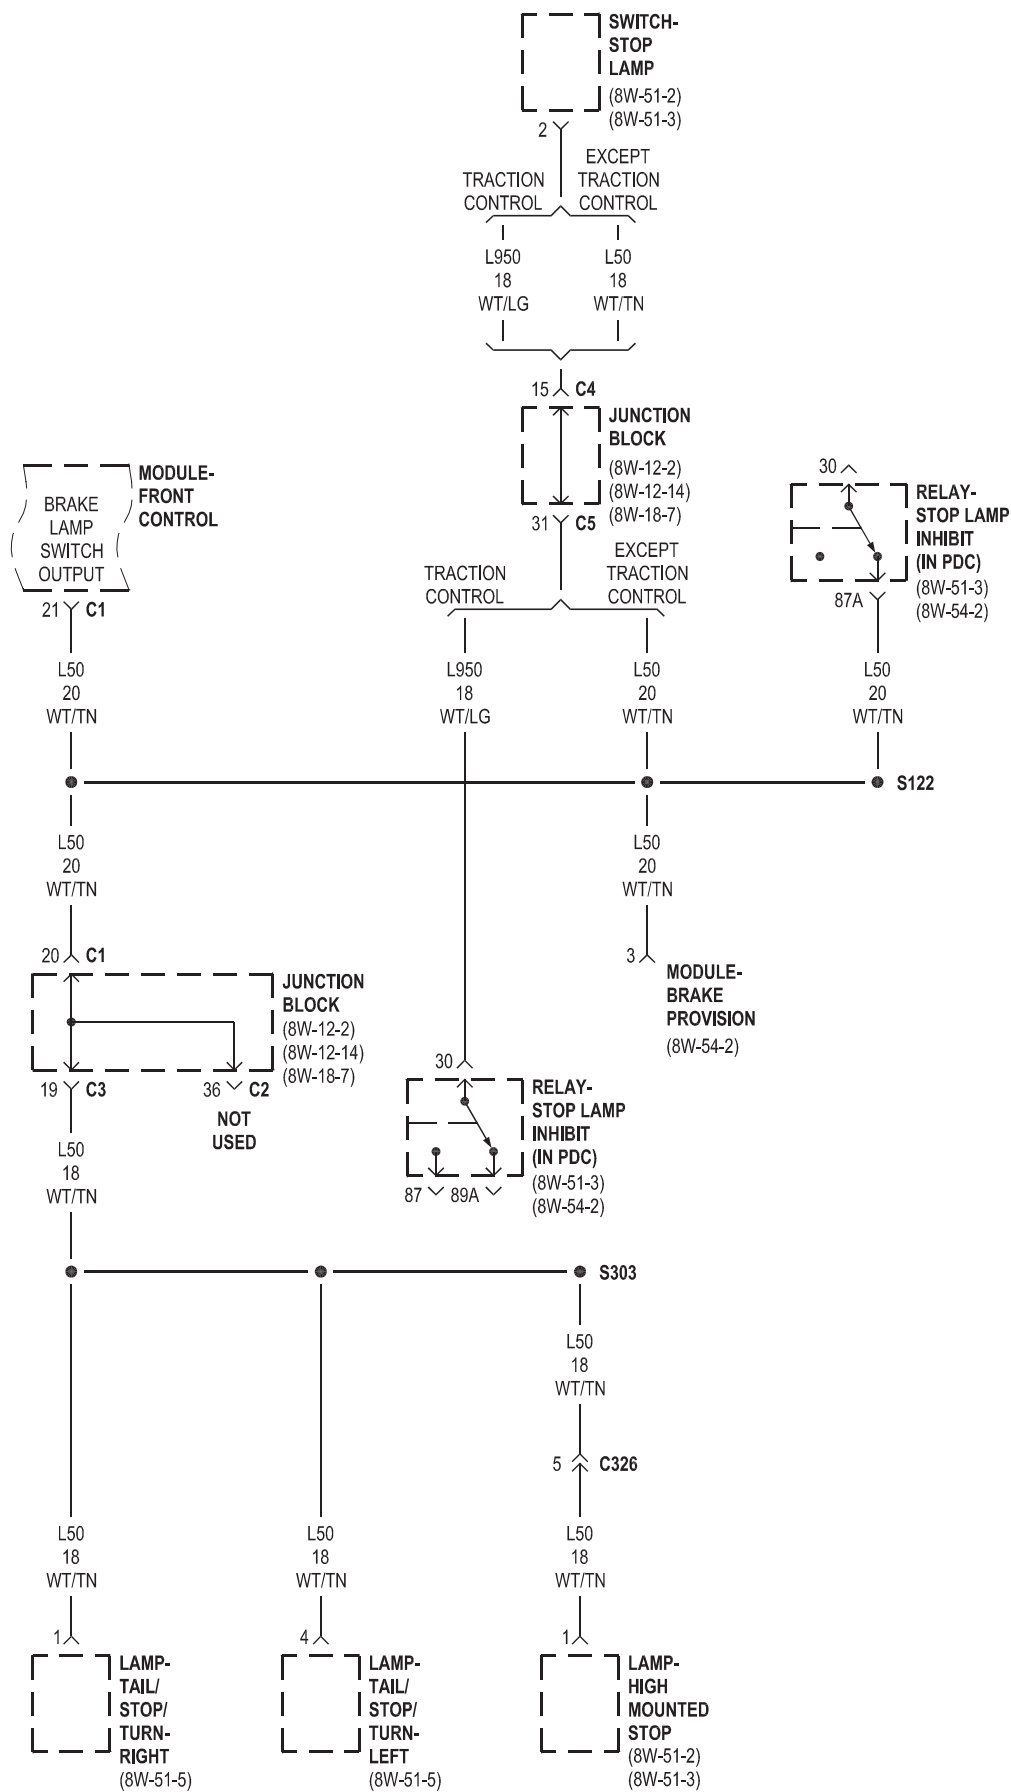 SWITCH-
STOP
LAMP
(8W-51-2)
(8W-51-3)
2
TRACTION
CONTROL
EXCEPT
TRACTION
CONTROL
L950
18
WT/LG
L50
18
WT/TN
15
C4
JUNCTION
BLOCK
(8W-12-2)
(8W-12-14)
(8W-18-7)
31
C5
MODULE-
FRONT
CONTROL
BRAKE
LAMP
SWITCH
OUTPUT
21
C1
30
RELAY-
STOP LAMP
INHIBIT
(IN PDC)
(8W-51-3)
(8W-54-2)
87A
TRACTION
CONTROL
EXCEPT
TRACTION
CONTROL
L50
20
WT/TN
L950
18
WT/LG
L50
20
WT/TN
L50
20
WT/TN
S122
L50
20
WT/TN
L50
20
WT/TN
20
C1
3
MODULE-
BRAKE
PROVISION
(8W-54-2)
JUNCTION
BLOCK
(8W-12-2)
(8W-12-14)
(8W-18-7)
19
C3
36
C2
NOT
USED
30
RELAY-
STOP LAMP
INHIBIT
(IN PDC)
(8W-51-3)
(8W-54-2)
87
89A
L50
18
WT/TN
S303
L50
18
WT/TN
5
C326
L50
18
WT/TN
L50
18
WT/TN
L50
18
WT/TN
1
4
1
LAMP-
TAIL/
STOP/
TURN-
RIGHT
(8W-51-5)
LAMP-
TAIL/
STOP/
TURN-
LEFT
(8W-51-5)
LAMP-
HIGH
MOUNTED
STOP
(8W-51-2)
(8W-51-3)